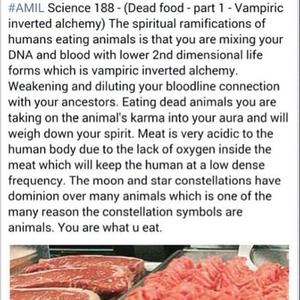 #AMIL Science 188 - (Dead food - part 1 - Vampiric
inverted alchemy) The spiritual ramifications of
humans eating animals is that you are mixing your
DNA and blood with lower 2nd dimensional life
forms which is vampiric inverted alchemy.
Weakening and diluting your bloodline connection
with your ancestors. Eating dead animals you are
taking on the animal's karma into your aura and will
weigh down your spirit. Meat is very acidic to the
human body due to the lack of oxygen inside the
meat which will keep the human at a low dense
frequency. The moon and star constellations have
dominion over many animals which is one of the
many reason the constellation symbols are
animals. You are what u eat.